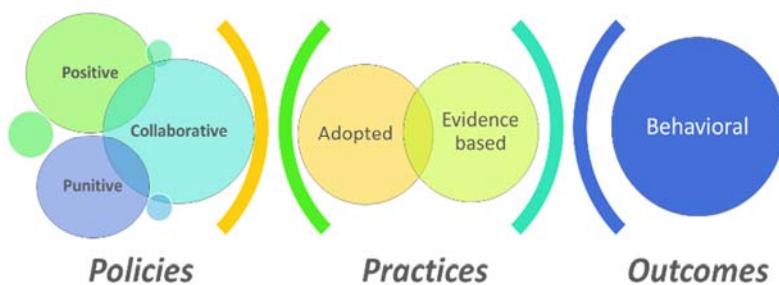 Positive
Collaborative
Punitive
Adopted
Evidence
based
Behavioral
Policies
Practices
Outcomes